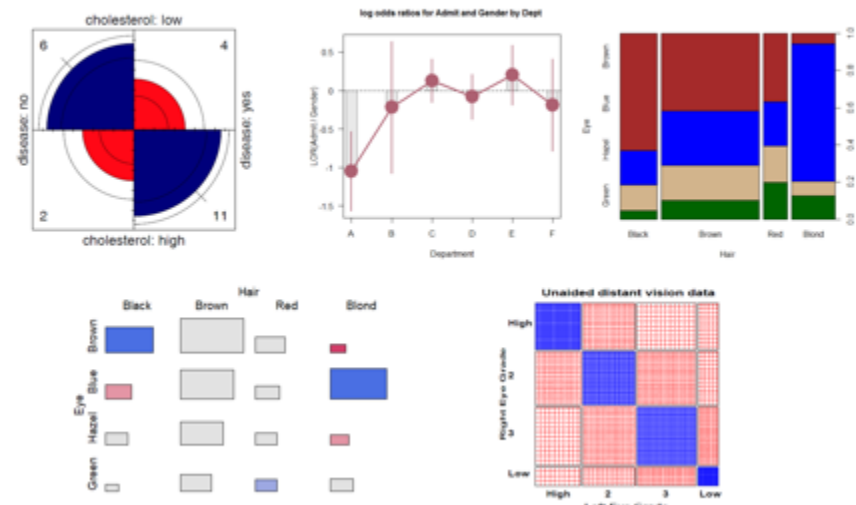 cholesterol: low
6
4
disease: no
disease: yes
2
11
cholesterol: high
log odds ratios for Admit and Gender by Dept
LOR(Admit / Gender)
0.5
0
-0.5
-1
-1.5
A B C D E F
Department
Eye
Brown
Blue
Hazel
Green
1.0
0.8
0.6
0.4
0.2
0.0
Black Brown Red Blond
Hair
Hair
Black Brown Red Blond
Eye
Brown
Blue
Hazel
Green
Unaided distant vision data
Right Eye Grade
High
2
3
Low
High 2 3 Low